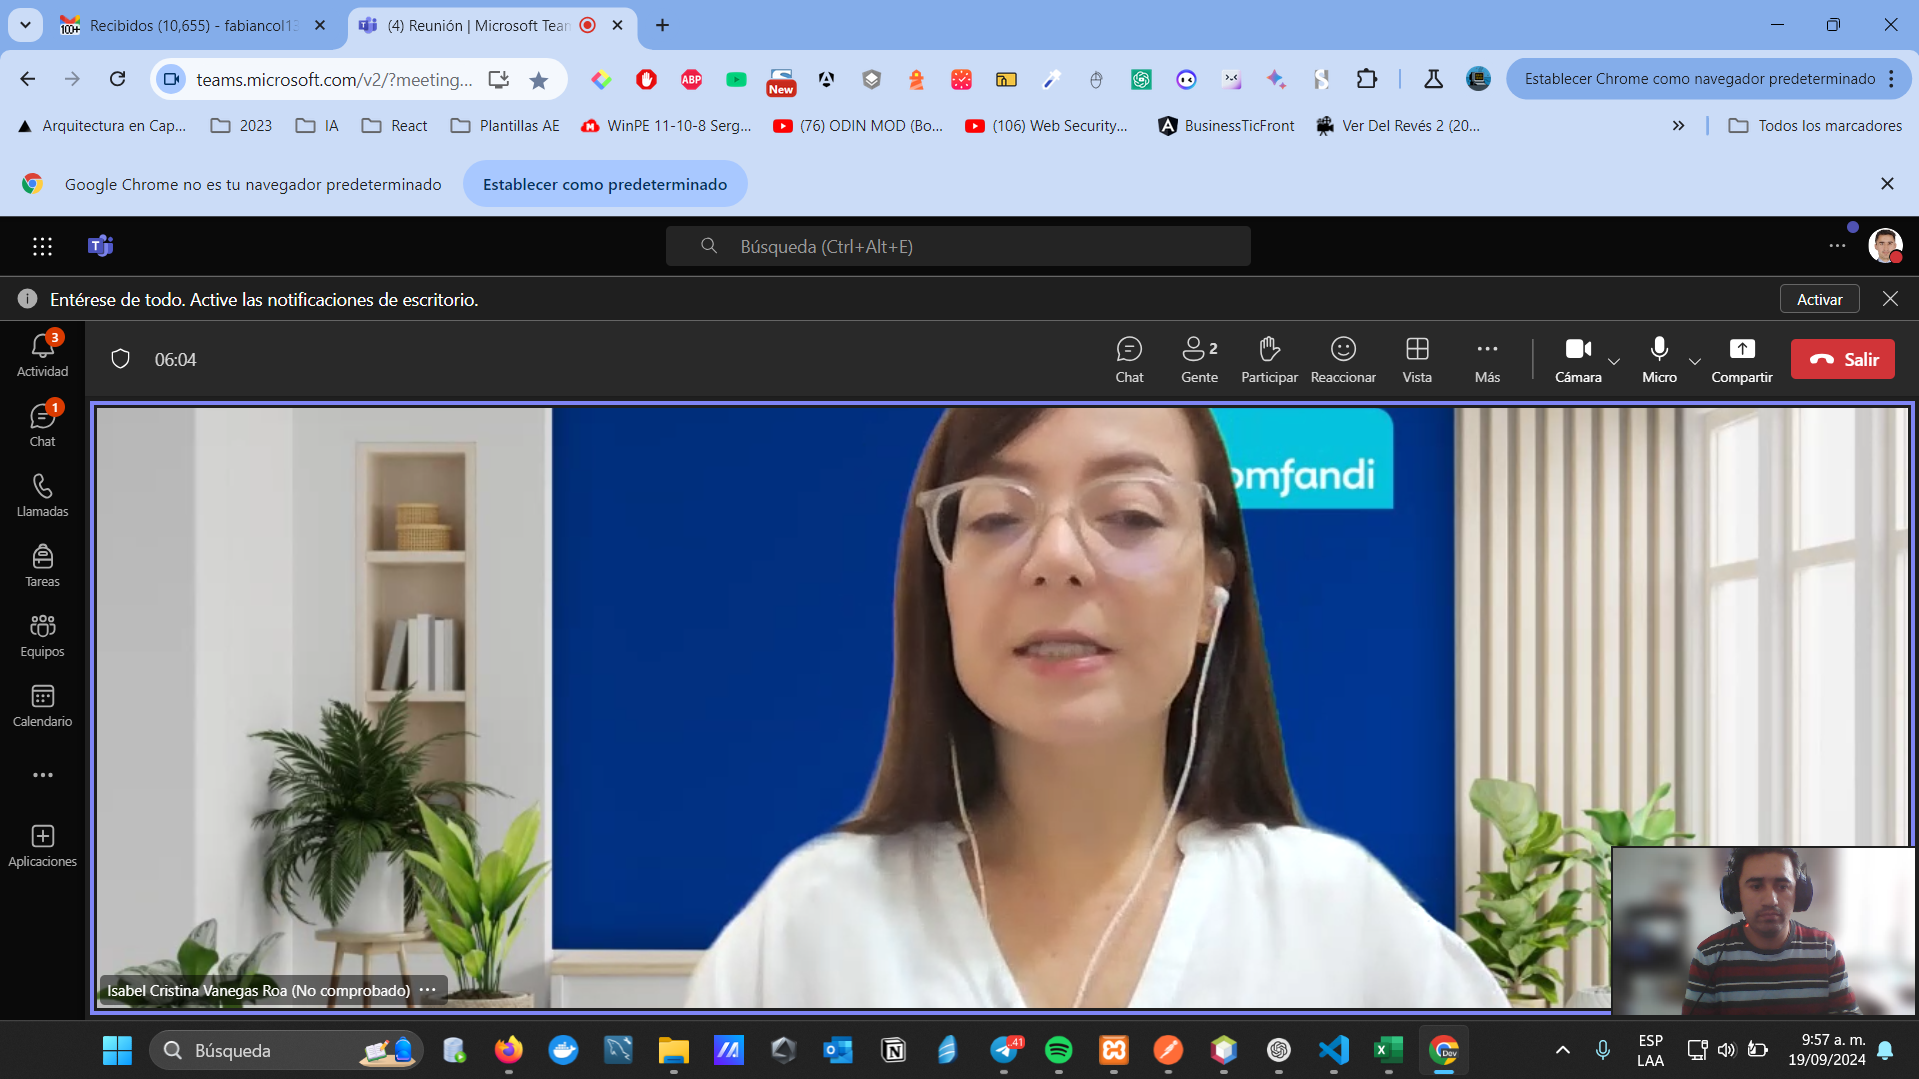 Recibidos (10,655) - fabiancol13
(4) Reunión | Microsoft Team
teams.microsoft.com/v2/?meeting...
ABP
New
Establecer Chrome como navegador predeterminado
Arquitectura en Cap...
2023
IA
React
Plantillas AE
WinPE 11-10-8 Serg...
(76) ODIN MOD (Bo...
(106) Web Security...
BusinessTicFront
Ver Del Revés 2 (20...
Todos los marcadores
Google Chrome no es tu navegador predeterminado
Establecer como predeterminado
Búsqueda (Ctrl+Alt+E)
Entérese de todo. Active las notificaciones de escritorio.
Activar
3
Actividad
1
Chat
Llamadas
Tareas
Equipos
Calendario
Aplicaciones
06:04
Chat
2
Gente
Participar
Reaccionar
Vista
Más
Cámara
Micro
Compartir
Salir
omfandi
Isabel Cristina Vanegas Roa (No comprobado)
Búsqueda
..41
Dev
ESP
LAA
9:57 a. m.
19/09/2024